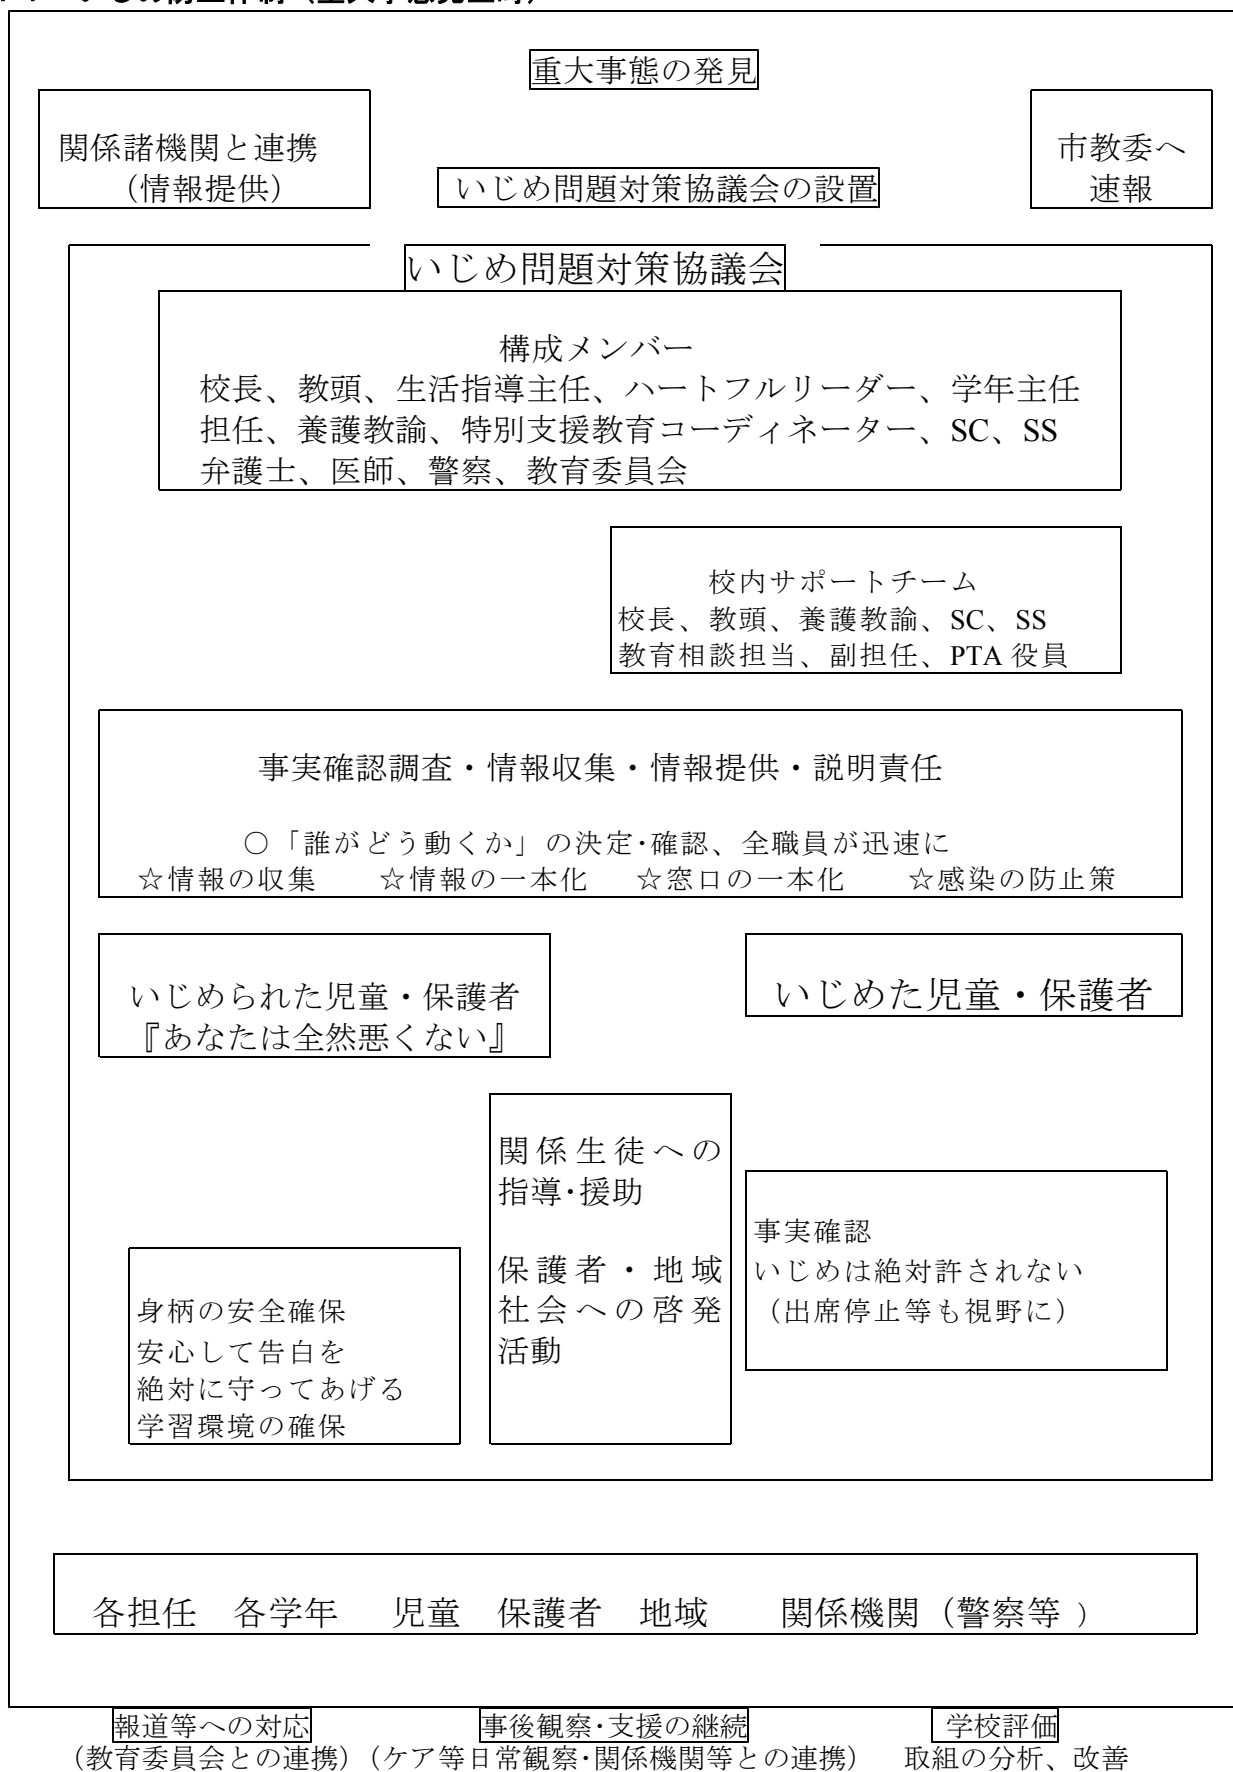 重大事態の発見
関係諸機関と連携
（情報提供）
市教委へ
速報
いじめ問題対策協議会の設置
いじめ問題対策協議会
構成メンバー
校長、教頭、生活指導主任、ハートフルリーダー、学年主任
担任、養護教諭、特別支援教育コーディネーター、SC、SS
弁護士、医師、警察、教育委員会
校内サポートチーム
校長、教頭、養護教諭、SC、SS
教育相談担当、副担任、PTA 役員
事実確認調査・情報収集・情報提供・説明責任
○「誰がどう動くか」の決定･確認、全職員が迅速に
☆情報の収集　☆情報の一本化　☆窓口の一本化　☆感染の防止策
いじめられた児童・保護者
『あなたは全然悪くない』
いじめた児童・保護者
関係生徒への
指導･援助
保護者・地域
社会への啓発
活動
事実確認
いじめは絶対許されない
（出席停止等も視野に）
身柄の安全確保
安心して告白を
絶対に守ってあげる
学習環境の確保
各担任　各学年　児童　保護者　地域　関係機関（警察等）
報道等への対応
（教育委員会との連携）
事後観察･支援の継続
（ケア等日常観察･関係機関等との連携）
学校評価
取組の分析、改善